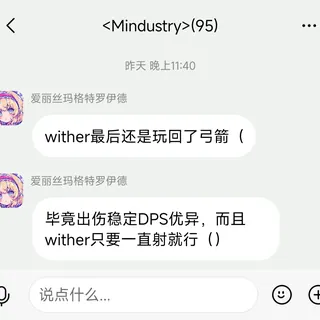 <Mindustry>(95)
昨天 晚上11:40
爱丽丝玛格特罗伊德
wither最后还是玩回了弓箭（
爱丽丝玛格特罗伊德
毕竟出伤稳定DPS优异，而且
wither只要一直射就行（）
说点什么...